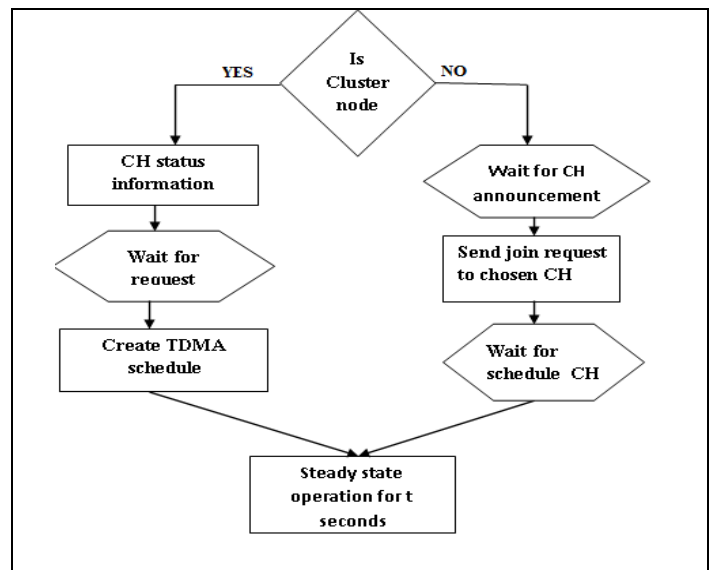 Is
Cluster
node
YES
NO
CH status
information
Wait for CH
announcement
Wait for
request
Send join request
to chosen CH
Create TDMA
schedule
Wait for
schedule CH
Steady state
operation for t
seconds